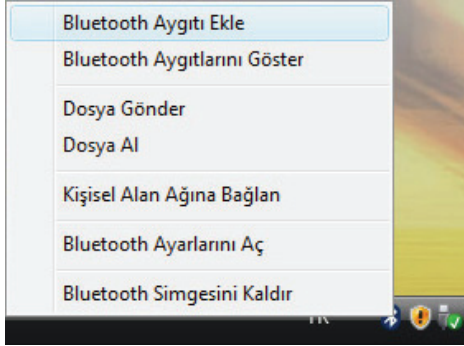 Bluetooth Aygıtı Ekle
Bluetooth Aygıtlarını Göster
Dosya Gönder
Dosya Al
Kişisel Alan Ağına Bağlan
Bluetooth Ayarlarını Aç
Bluetooth Simgesini Kaldır